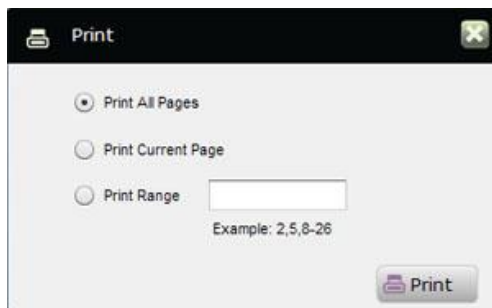 Print
Print All Pages
Print Current Page
Print Range
Example: 2,5,8-26
Print